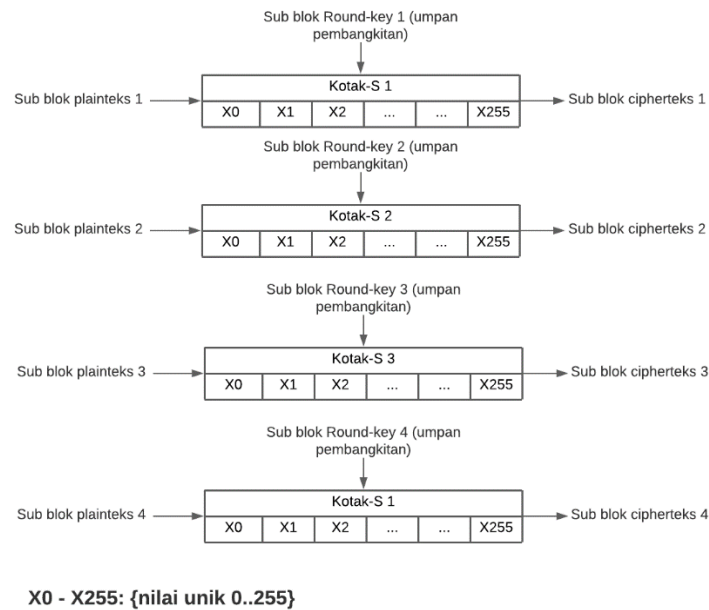 Sub blok Round-key 1 (umpan
pembangkitan)
Kotak-S 1
Sub blok plainteks 1
Sub blok cipherteks 1
X0 X1 X2 ... ... X255
Sub blok Round-key 2 (umpan
pembangkitan)
Kotak-S 2
Sub blok plainteks 2
Sub blok cipherteks 2
X0 X1 X2 ... ... X255
Sub blok Round-key 3 (umpan
pembangkitan)
Kotak-S 3
Sub blok plainteks 3
Sub blok cipherteks 3
X0 X1 X2 ... ... X255
Sub blok Round-key 4 (umpan
pembangkitan)
Kotak-S 1
Sub blok plainteks 4
Sub blok cipherteks 4
X0 X1 X2 ... ... X255
X0 - X255: {nilai unik 0..255}